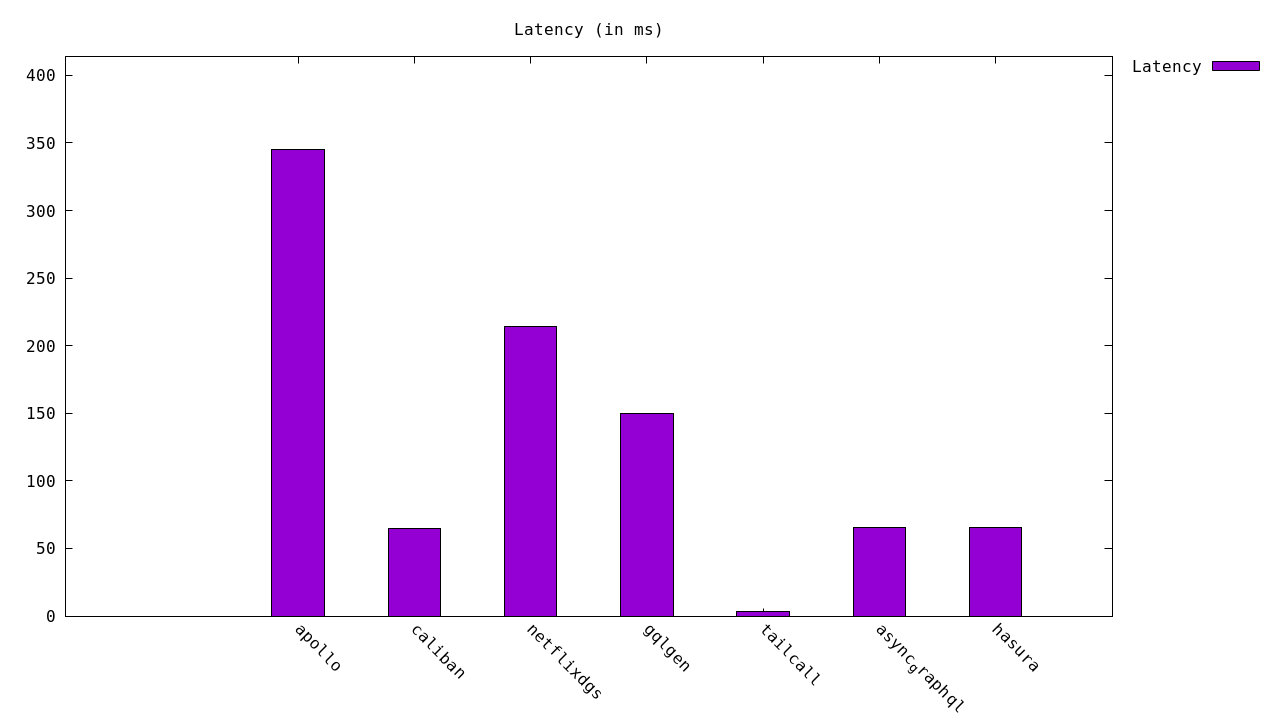 Latency (in ms)
Latency
400
350
300
250
200
150
100
50
0
apollo
caliban
netflixdgs
gqlgen
tailcall
asyncgraphql
hasura